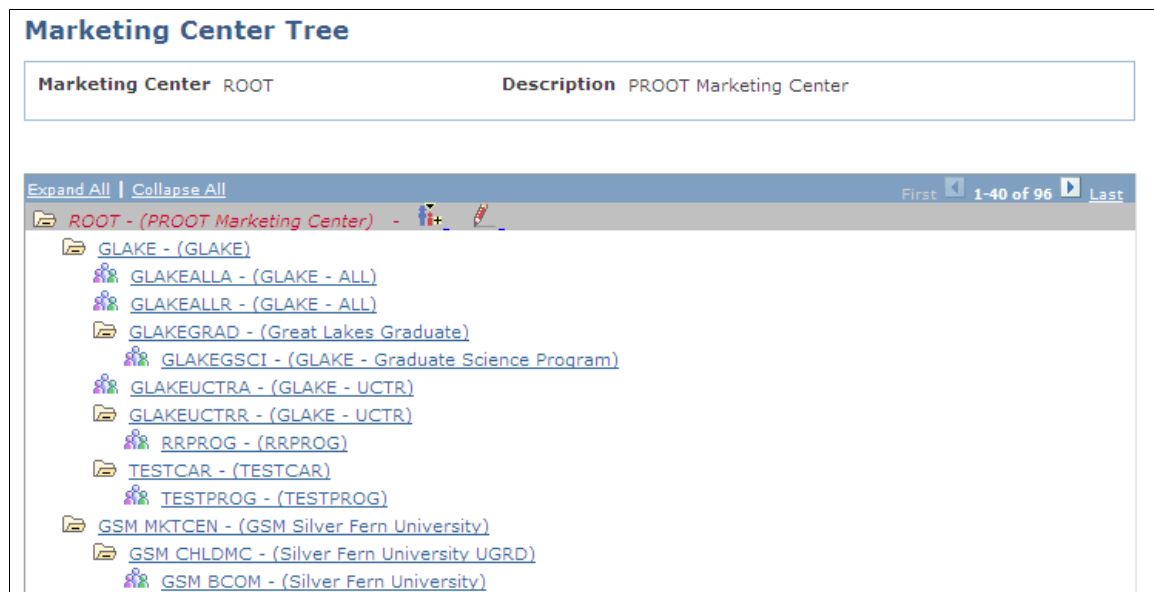 Marketing Center Tree
Marketing Center ROOT Description PROOT Marketing Center
Expand All | Collapse All First 1-40 of 96 Last
ROOT - (PROOT Marketing Center) -
GLAKE - (GLAKE)
GLAKEALLA - (GLAKE - ALL)
GLAKEALLR - (GLAKE - ALL)
GLAKEGRAD - (Great Lakes Graduate)
GLAKEGSCI - (GLAKE - Graduate Science Program)
GLAKEUCTRA - (GLAKE - UCTR)
GLAKEUCTRR - (GLAKE - UCTR)
RRPROG - (RRPROG)
TESTCAR - (TESTCAR)
TESTPROG - (TESTPROG)
GSM MKTCEN - (GSM Silver Fern University)
GSM CHLDMC - (Silver Fern University UGRD)
GSM BCOM - (Silver Fern University)